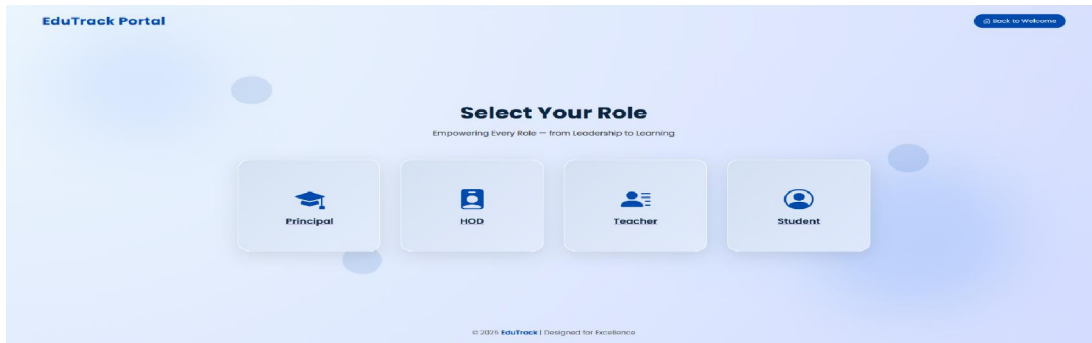 EduTrack Portal
Back to Welcome
Select Your Role
Empowering Every Role — from Leadership to Learning
Principal
HOD
Teacher
Student
© 2026 EduTrack | Designed for Excellence